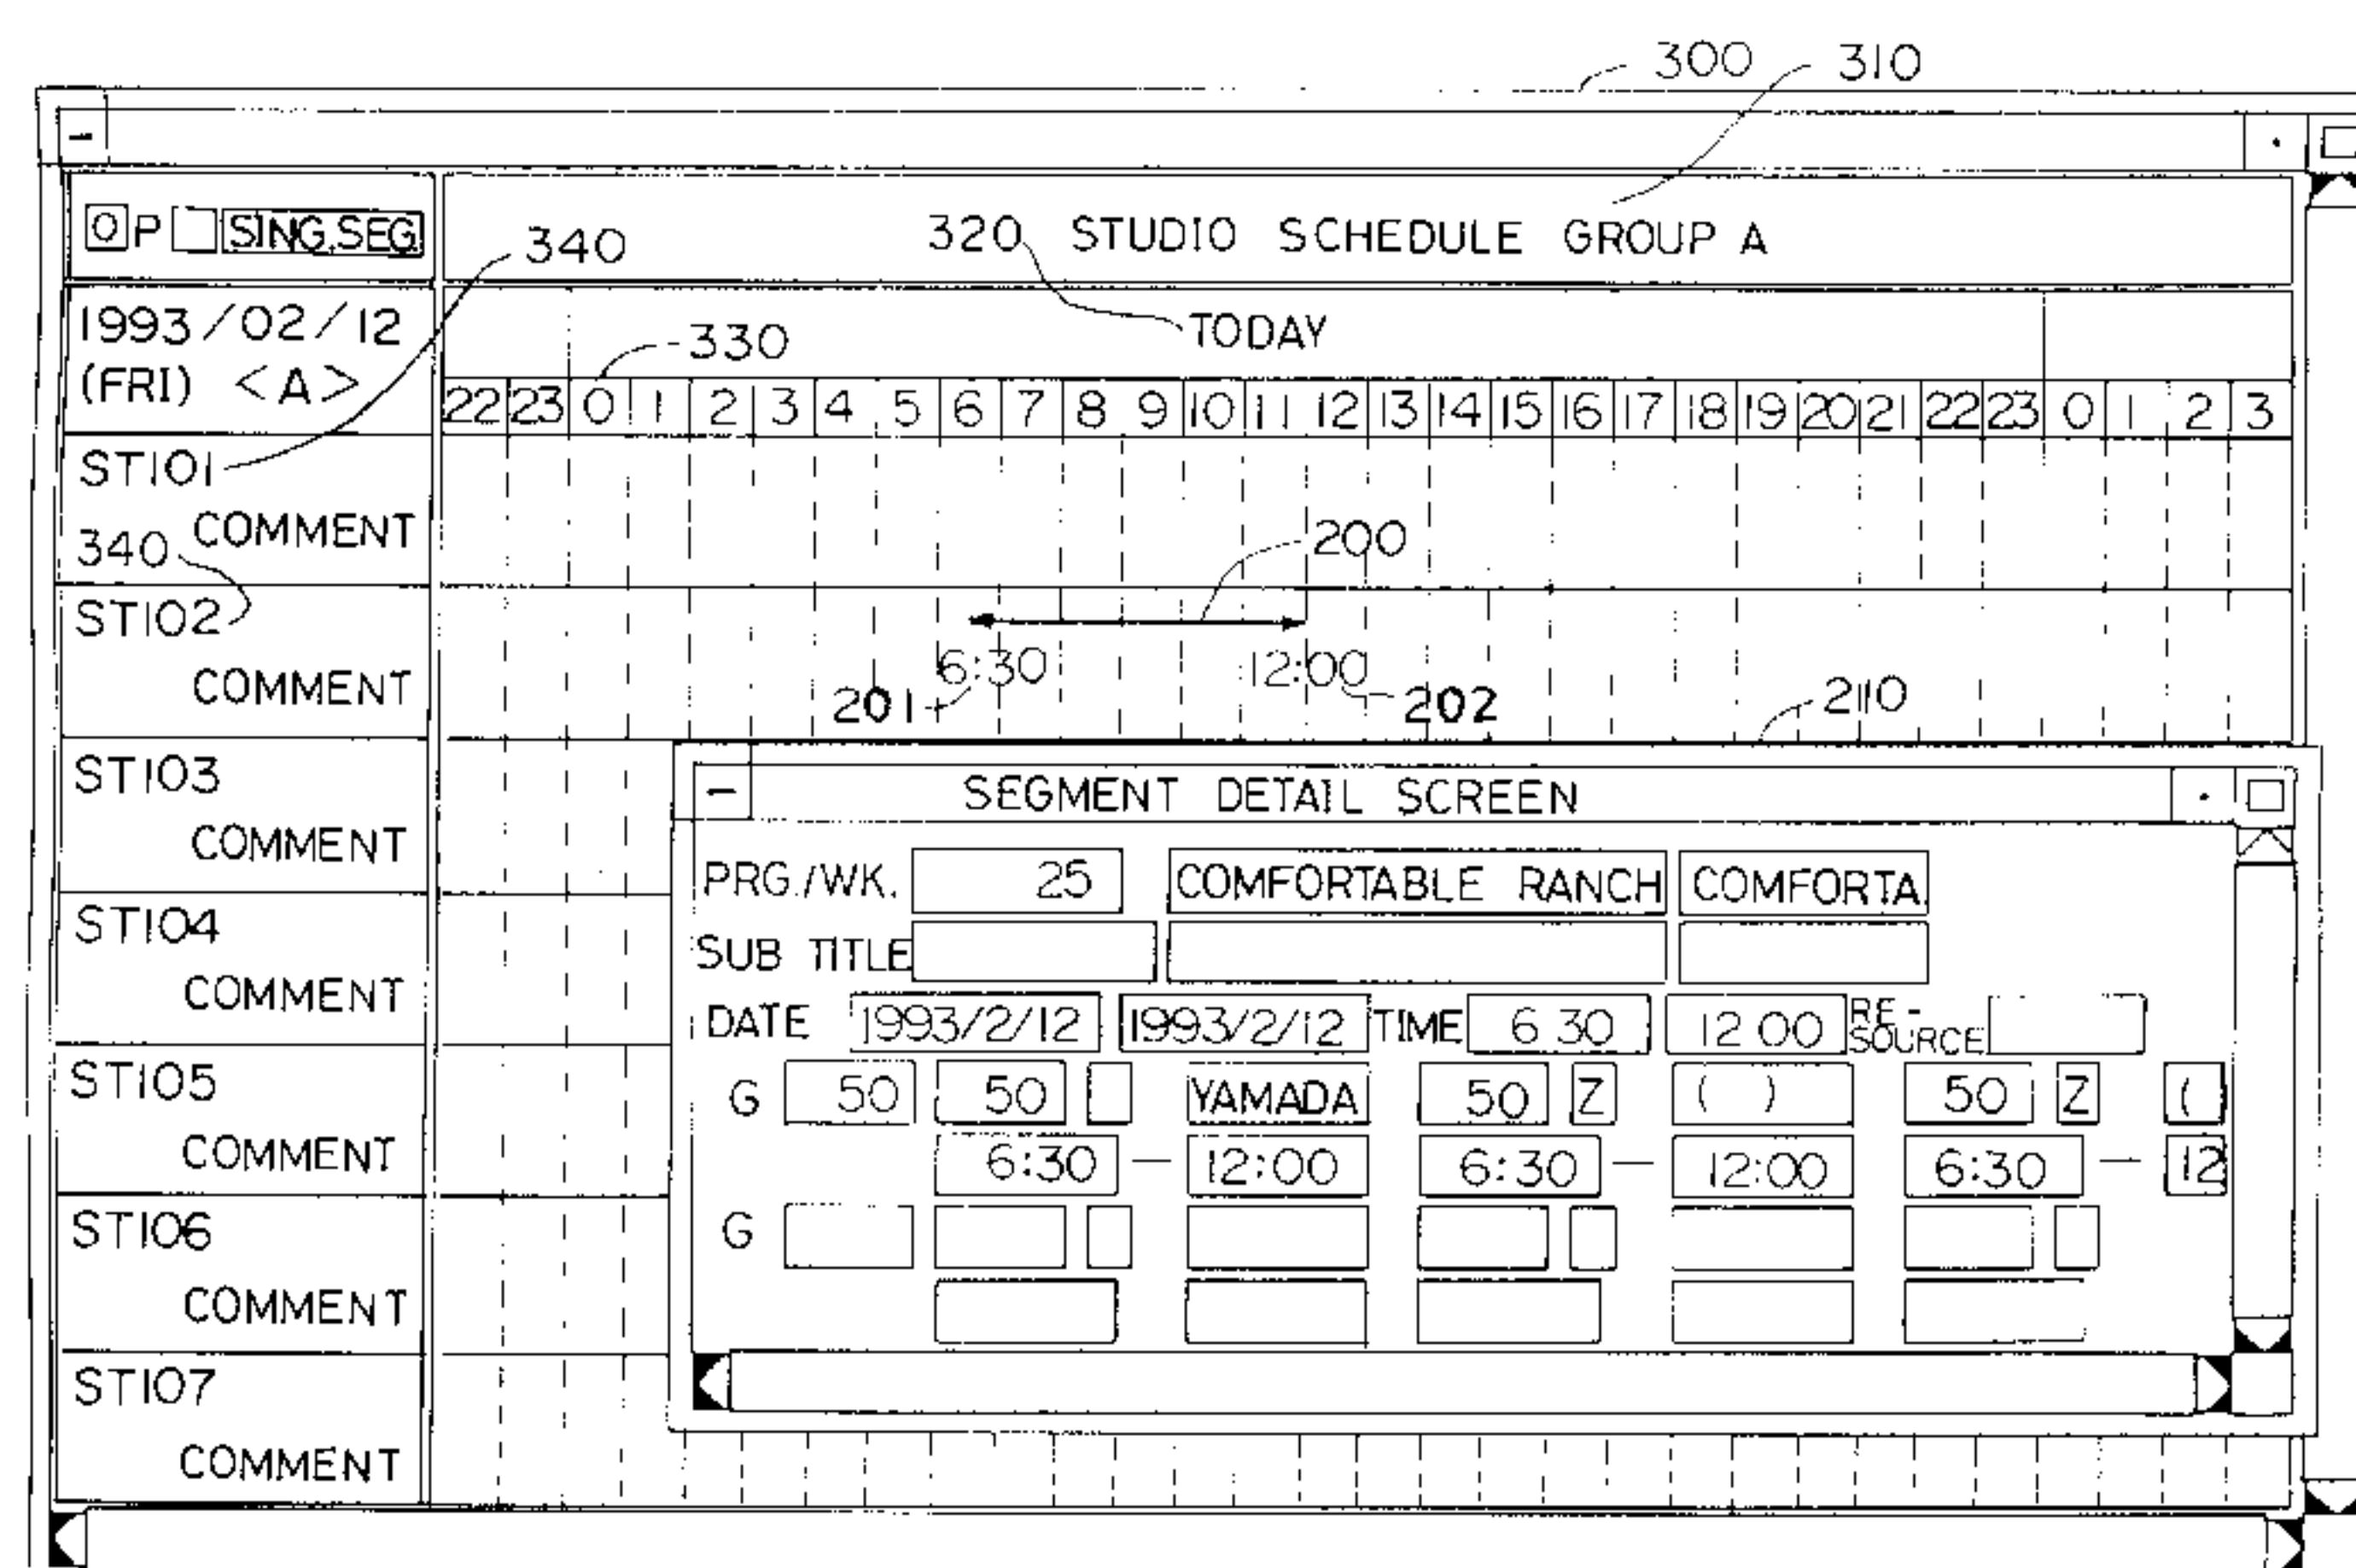 300 310
OP SING.SEG 340 320 STUDIO SCHEDULE GROUP A
1993/02/12 330 TODAY
(FRI) <A> 22 23 0 1 2 3 4 5 6 7 8 9 10 11 12 13 14 15 16 17 18 19 20 21 22 23 0 1 2 3
ST101
COMMENT 200
340
ST102
6:30 12:00
COMMENT 201 202 210
ST103
SEGMENT DETAIL SCREEN
COMMENT
PRG./WK. 25 COMFORTABLE RANCH COMFORTA
ST104
SUB TITLE
COMMENT
DATE 1993/2/12 1993/2/12 TIME 6 30 12 00 RE-
SOURCE
ST105
G 50 50 YAMADA 50 Z ( ) 50 Z (
COMMENT
6:30 — 12:00 6:30 — 12:00 6:30 — 12
ST106
G
COMMENT
ST107
COMMENT